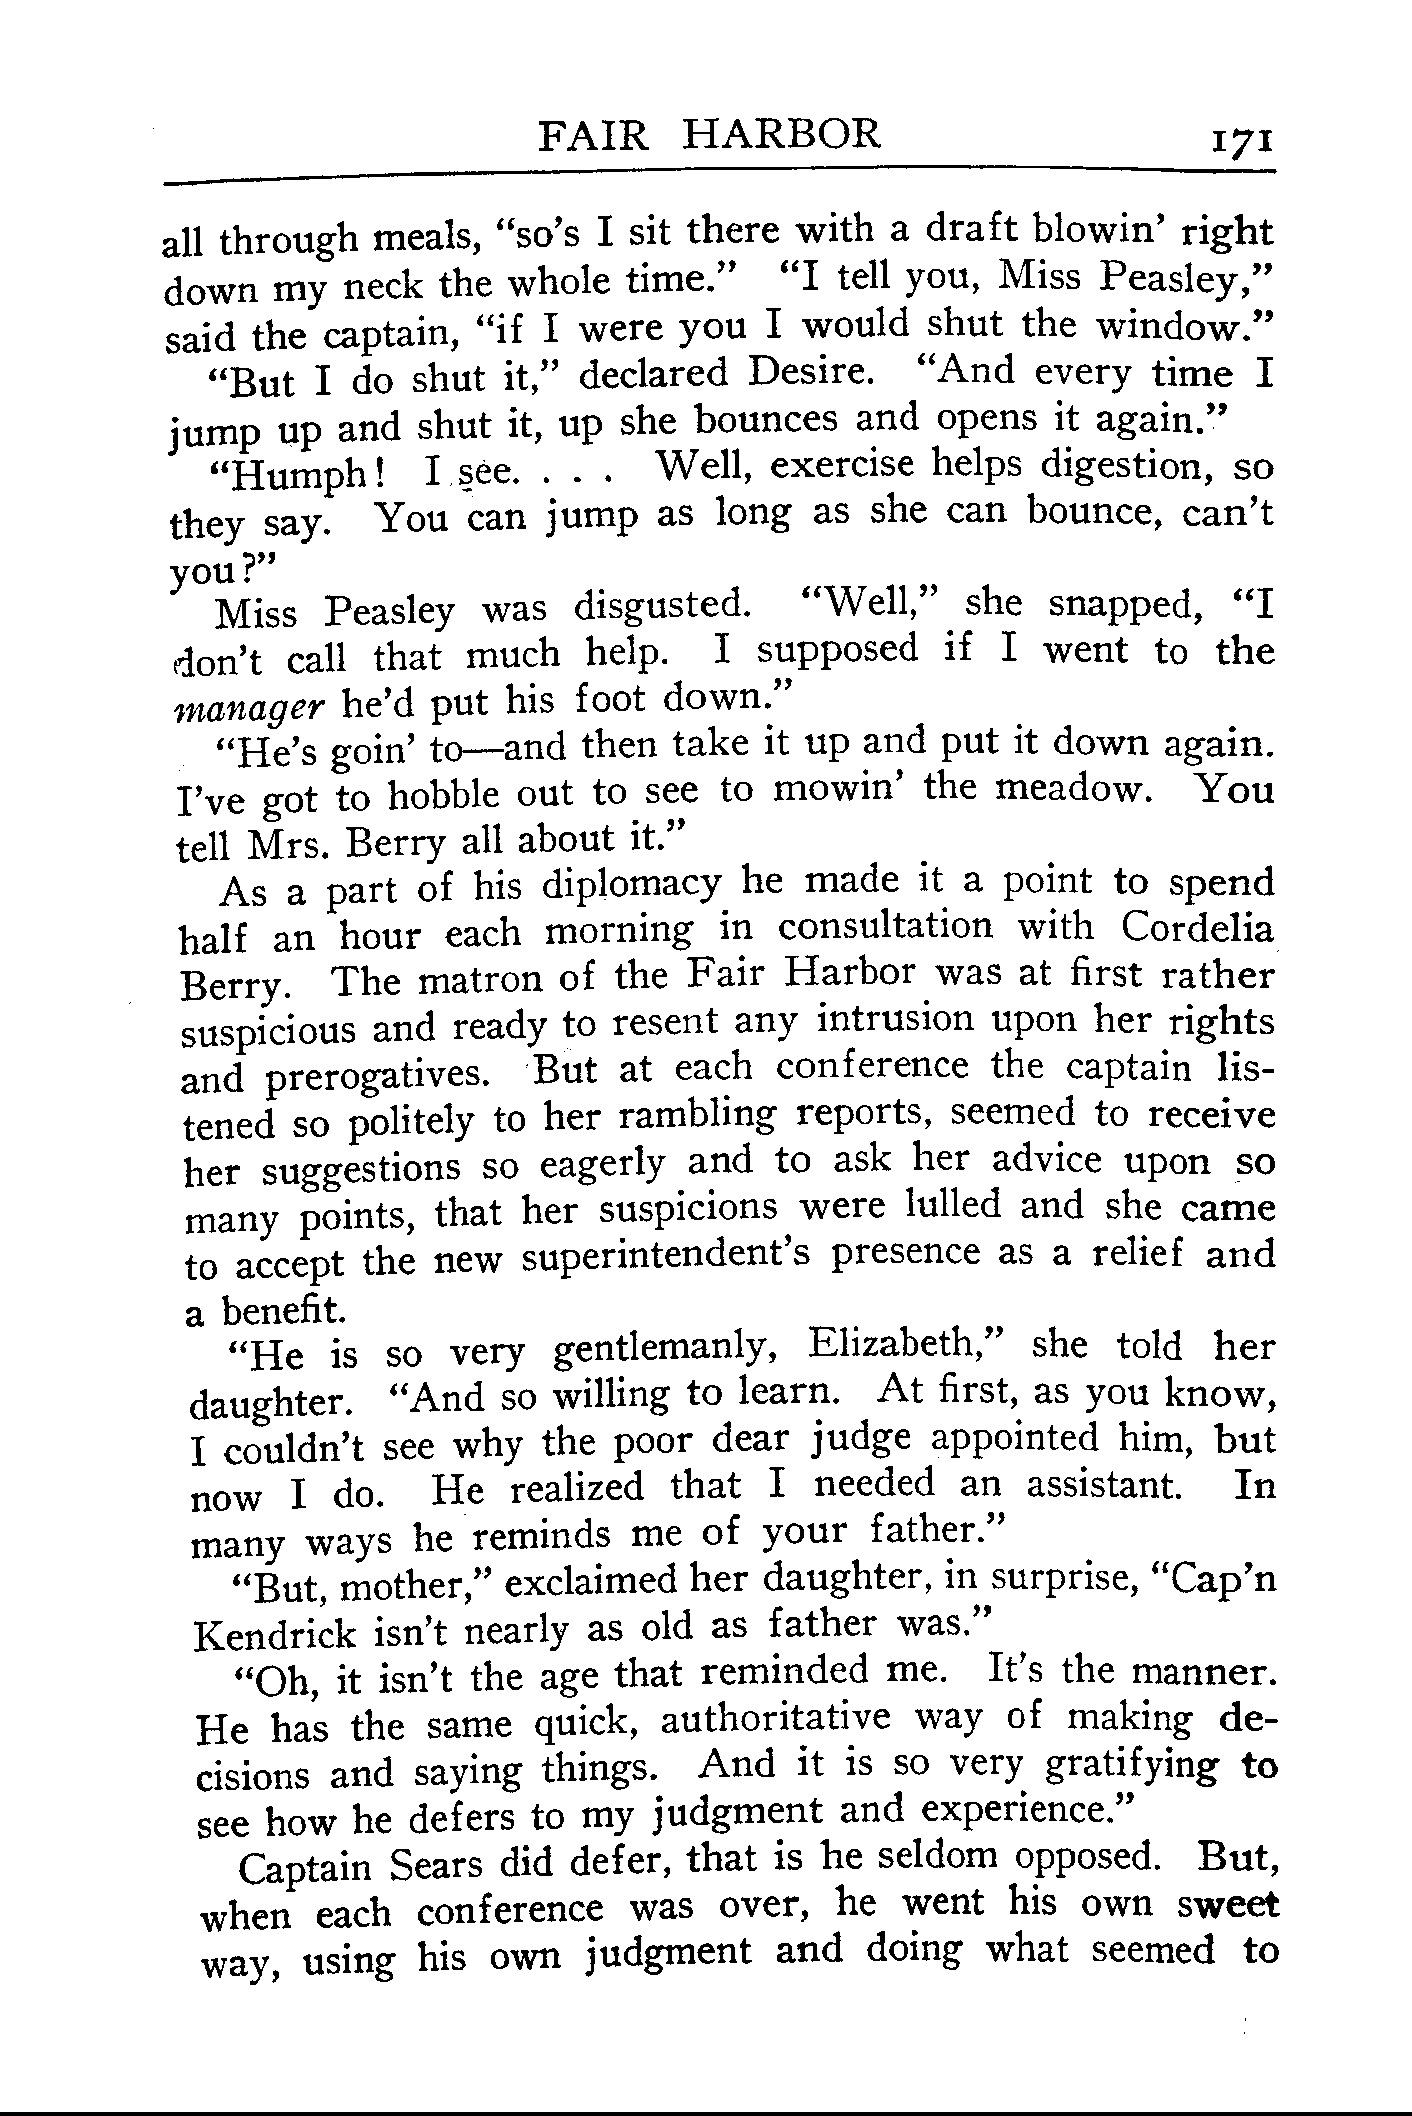 FAIR HARBOR 171
all through meals, “so’s I sit there with a draft blowin’ right
down my neck the whole time.” “I tell you, Miss Peasley,”
said the captain, “if I were you I would shut the window.”
“But I do shut it,” declared Desire. “And every time I
jump up and shut it, up she bounces and opens it again.”
“Humph! I see. . . . Well, exercise helps digestion, so
they say. You can jump as long as she can bounce, can’t
you?”
Miss Peasley was disgusted. “Well,” she snapped, “I
don’t call that much help. I supposed if I went to the
manager he’d put his foot down.”
“He’s goin’ to—and then take it up and put it down again.
I’ve got to hobble out to see to mowin’ the meadow. You
tell Mrs. Berry all about it.”
As a part of his diplomacy he made it a point to spend
half an hour each morning in consultation with Cordelia
Berry. The matron of the Fair Harbor was at first rather
suspicious and ready to resent any intrusion upon her rights
and prerogatives. But at each conference the captain lis-
tened so politely to her rambling reports, seemed to receive
her suggestions so eagerly and to ask her advice upon so
many points, that her suspicions were lulled and she came
to accept the new superintendent’s presence as a relief and
a benefit.
“He is so very gentlemanly, Elizabeth,” she told her
daughter. “And so willing to learn. At first, as you know,
I couldn’t see why the poor dear judge appointed him, but
now I do. He realized that I needed an assistant. In
many ways he reminds me of your father.”
“But, mother,” exclaimed her daughter, in surprise, “Cap’n
Kendrick isn’t nearly as old as father was.”
“Oh, it isn’t the age that reminded me. It’s the manner.
He has the same quick, authoritative way of making de-
cisions and saying things. And it is so very gratifying to
see how he defers to my judgment and experience.”
Captain Sears did defer, that is he seldom opposed. But,
when each conference was over, he went his own sweet
way, using his own judgment and doing what seemed to